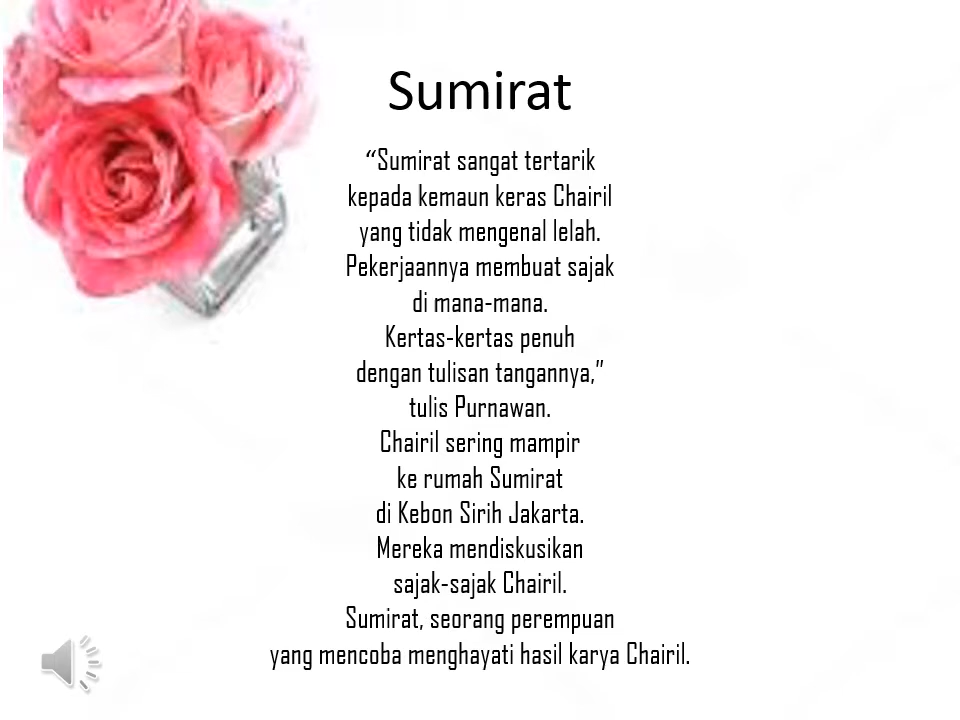 Sumirat
“Sumirat sangat tertarik
kepada kemaun keras Chairil
yang tidak mengenal lelah.
Pekerjaannya membuat sajak
di mana-mana.
Kertas-kertas penuh
dengan tulisan tangannya,”
tulis Purnawan.
Chairil sering mampir
ke rumah Sumirat
di Kebon Sirih Jakarta.
Mereka mendiskusikan
sajak-sajak Chairil.
Sumirat, seorang perempuan
yang mencoba menghayati hasil karya Chairil.